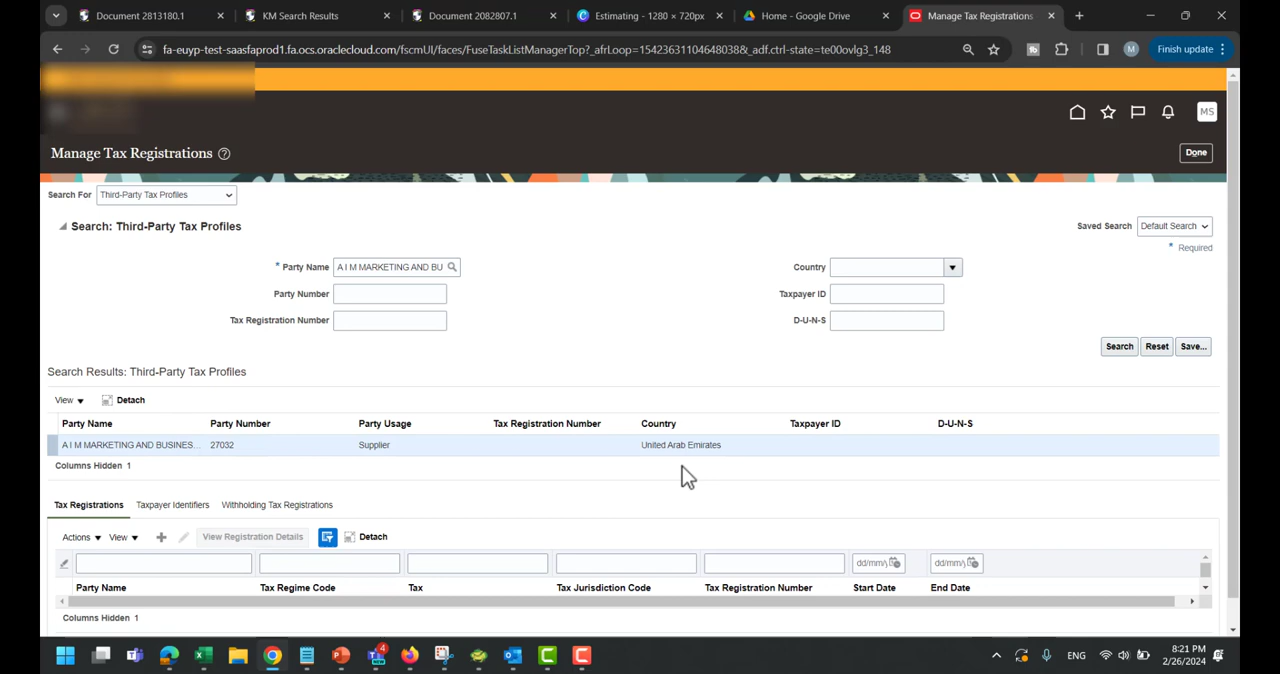 Document 2813180.1
KM Search Results
Document 2082807.1
Estimating - 1280 × 720px
Home - Google Drive
Manage Tax Registrations
fa-euyp-test-saasfaprod1.fa.ocs.oraclecloud.com/fscmUI/faces/FuseTaskListManagerTop?_afrLoop=15423631104648038&_adf.ctrl-state=te00ovlg3_148
M
Finish update
MS
Manage Tax Registrations
Done
Search For Third-Party Tax Profiles
Search: Third-Party Tax Profiles
Saved Search Default Search
* Required
* Party Name A I M MARKETING AND BU
Country
Party Number
Taxpayer ID
Tax Registration Number
D-U-N-S
Search Reset Save...
Search Results: Third-Party Tax Profiles
View Detach
Party Name Party Number Party Usage Tax Registration Number Country Taxpayer ID D-U-N-S
A I M MARKETING AND BUSINES... 27032 Supplier United Arab Emirates
Columns Hidden 1
Tax Registrations Taxpayer Identifiers Withholding Tax Registrations
Actions View View Registration Details Detach
dd/mm/ dd/mm/
Party Name Tax Regime Code Tax Tax Jurisdiction Code Tax Registration Number Start Date End Date
Columns Hidden 1
4
ENG
8:21 PM
2/26/2024